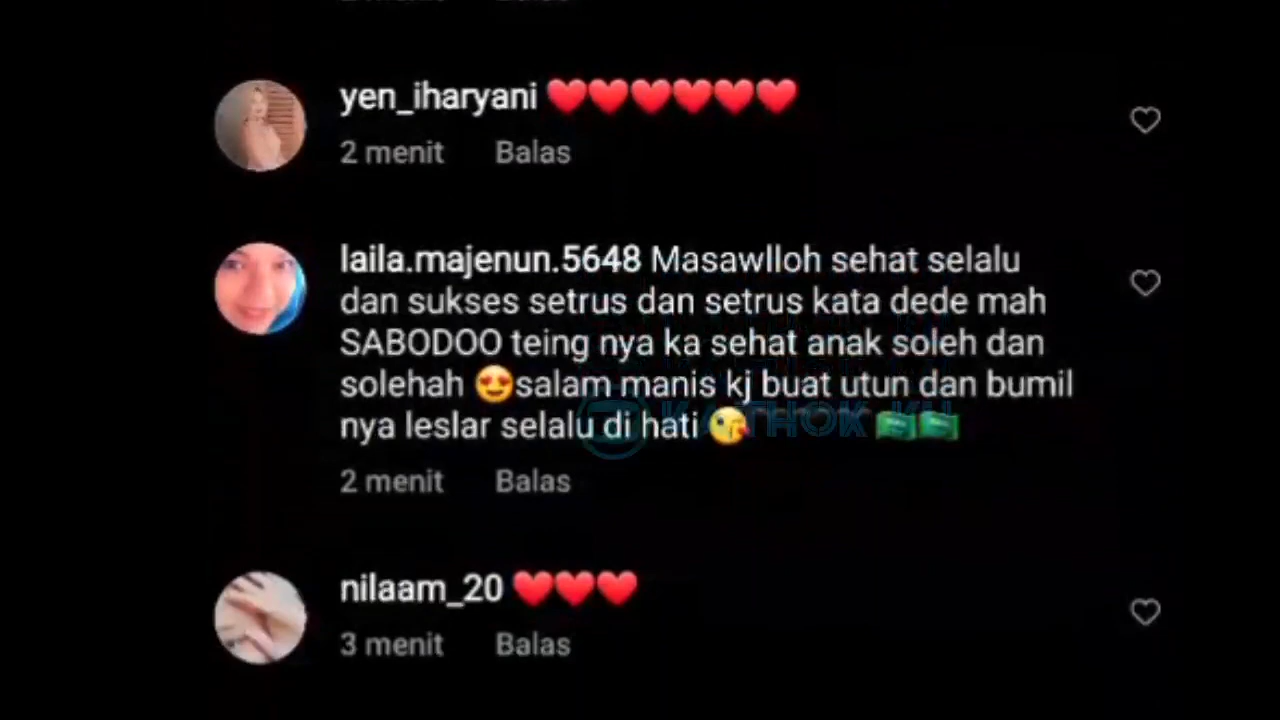 yen_iharyani ❤️❤️❤️❤️❤️❤️
2 menit Balas
laila.majenun.5648 Masawlloh sehat selalu
dan sukses setrus dan setrus kata dede mah
SABODOO teing nya ka sehat anak soleh dan
solehah 😍salam manis kj buat utun dan bumil
nya leslar selalu di hati 😘 🇸🇦🇸🇦
2 menit Balas
nilaam_20 ❤️❤️❤️
3 menit Balas